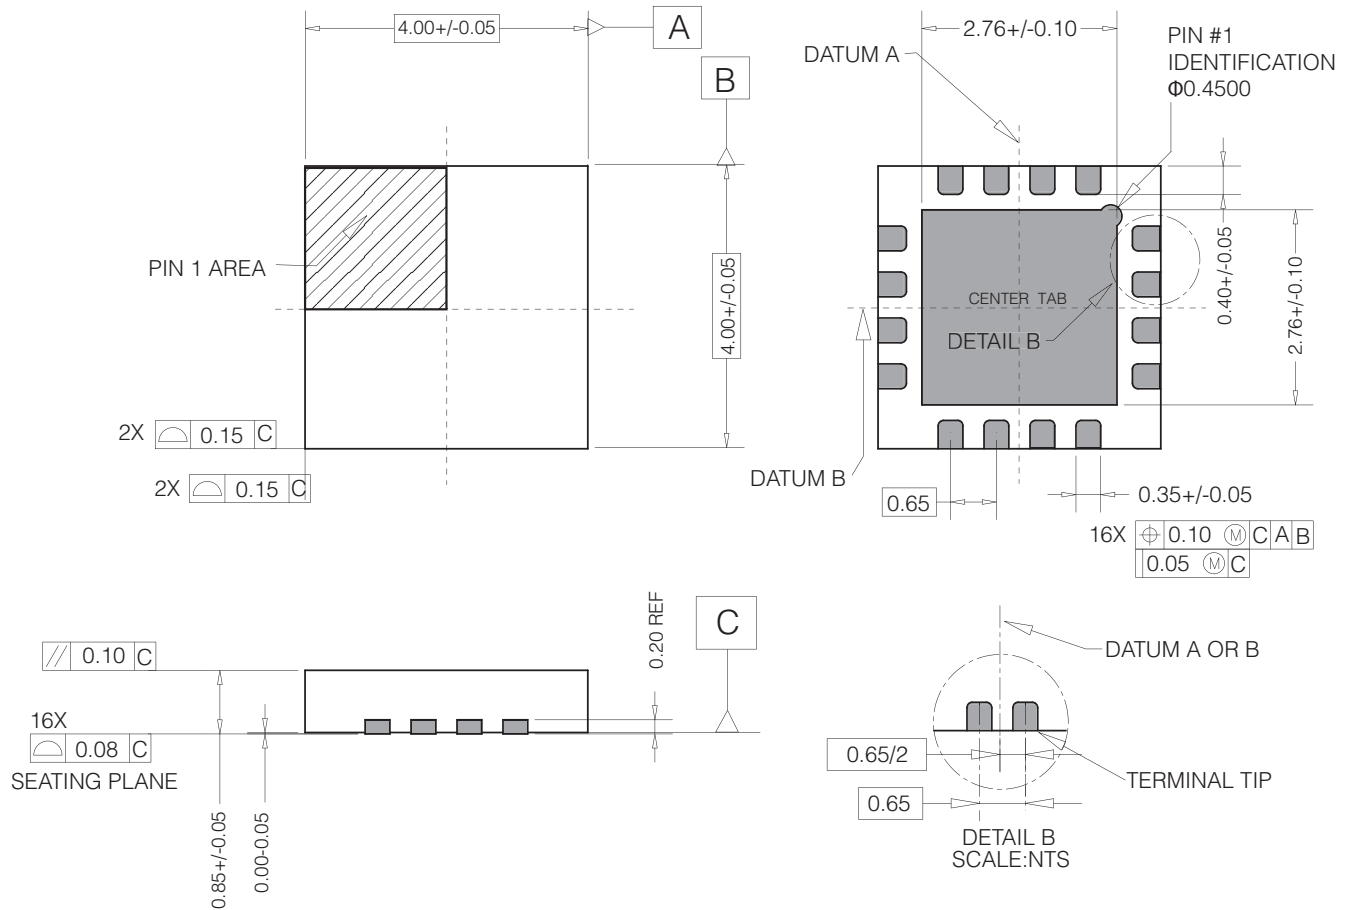 4.00+/-0.05
A
B
4.00+/-0.05
PIN 1 AREA
2X ⌓ 0.15 C
2X ⌓ 0.15 C
DATUM A
2.76+/-0.10
PIN #1
IDENTIFICATION
Φ0.4500
0.40+/-0.05
2.76+/-0.10
CENTER TAB
DETAIL B
DATUM B
0.65
0.35+/-0.05
16X ⌖ 0.10 Ⓜ C A B
0.05 Ⓜ C
// 0.10 C
16X
⌓ 0.08 C
SEATING PLANE
0.85+/-0.05
0.00-0.05
0.20 REF
C
DATUM A OR B
0.65/2
0.65
TERMINAL TIP
DETAIL B
SCALE:NTS